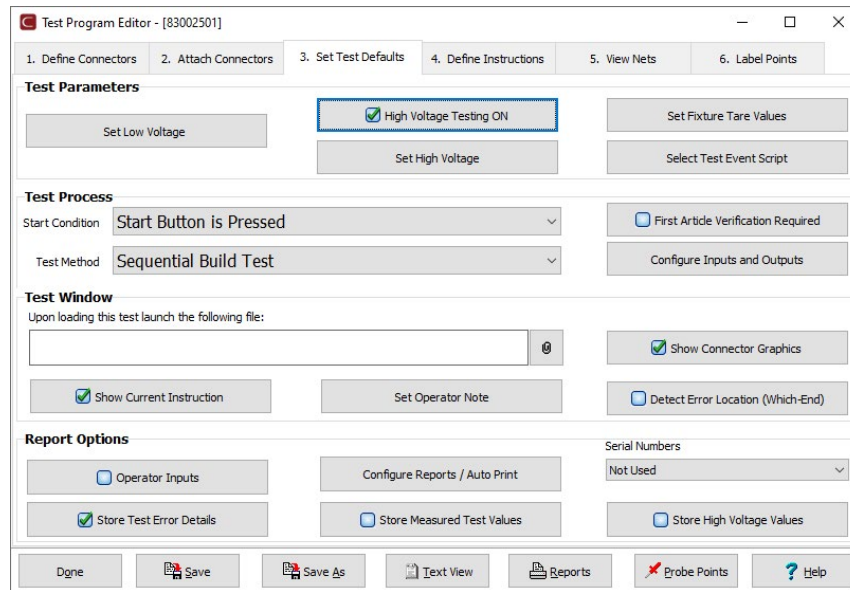 Test Program Editor - [83002501]
1. Define Connectors 2. Attach Connectors 3. Set Test Defaults 4. Define Instructions 5. View Nets 6. Label Points
Test Parameters
Set Low Voltage
High Voltage Testing ON
Set Fixture Tare Values
Set High Voltage
Select Test Event Script
Test Process
Start Condition Start Button is Pressed
First Article Verification Required
Test Method Sequential Build Test
Configure Inputs and Outputs
Test Window
Upon loading this test launch the following file:
Show Connector Graphics
Show Current Instruction
Set Operator Note
Detect Error Location (Which-End)
Report Options
Serial Numbers
Operator Inputs
Configure Reports / Auto Print
Not Used
Store Test Error Details
Store Measured Test Values
Store High Voltage Values
Done Save Save As Text View Reports Probe Points Help